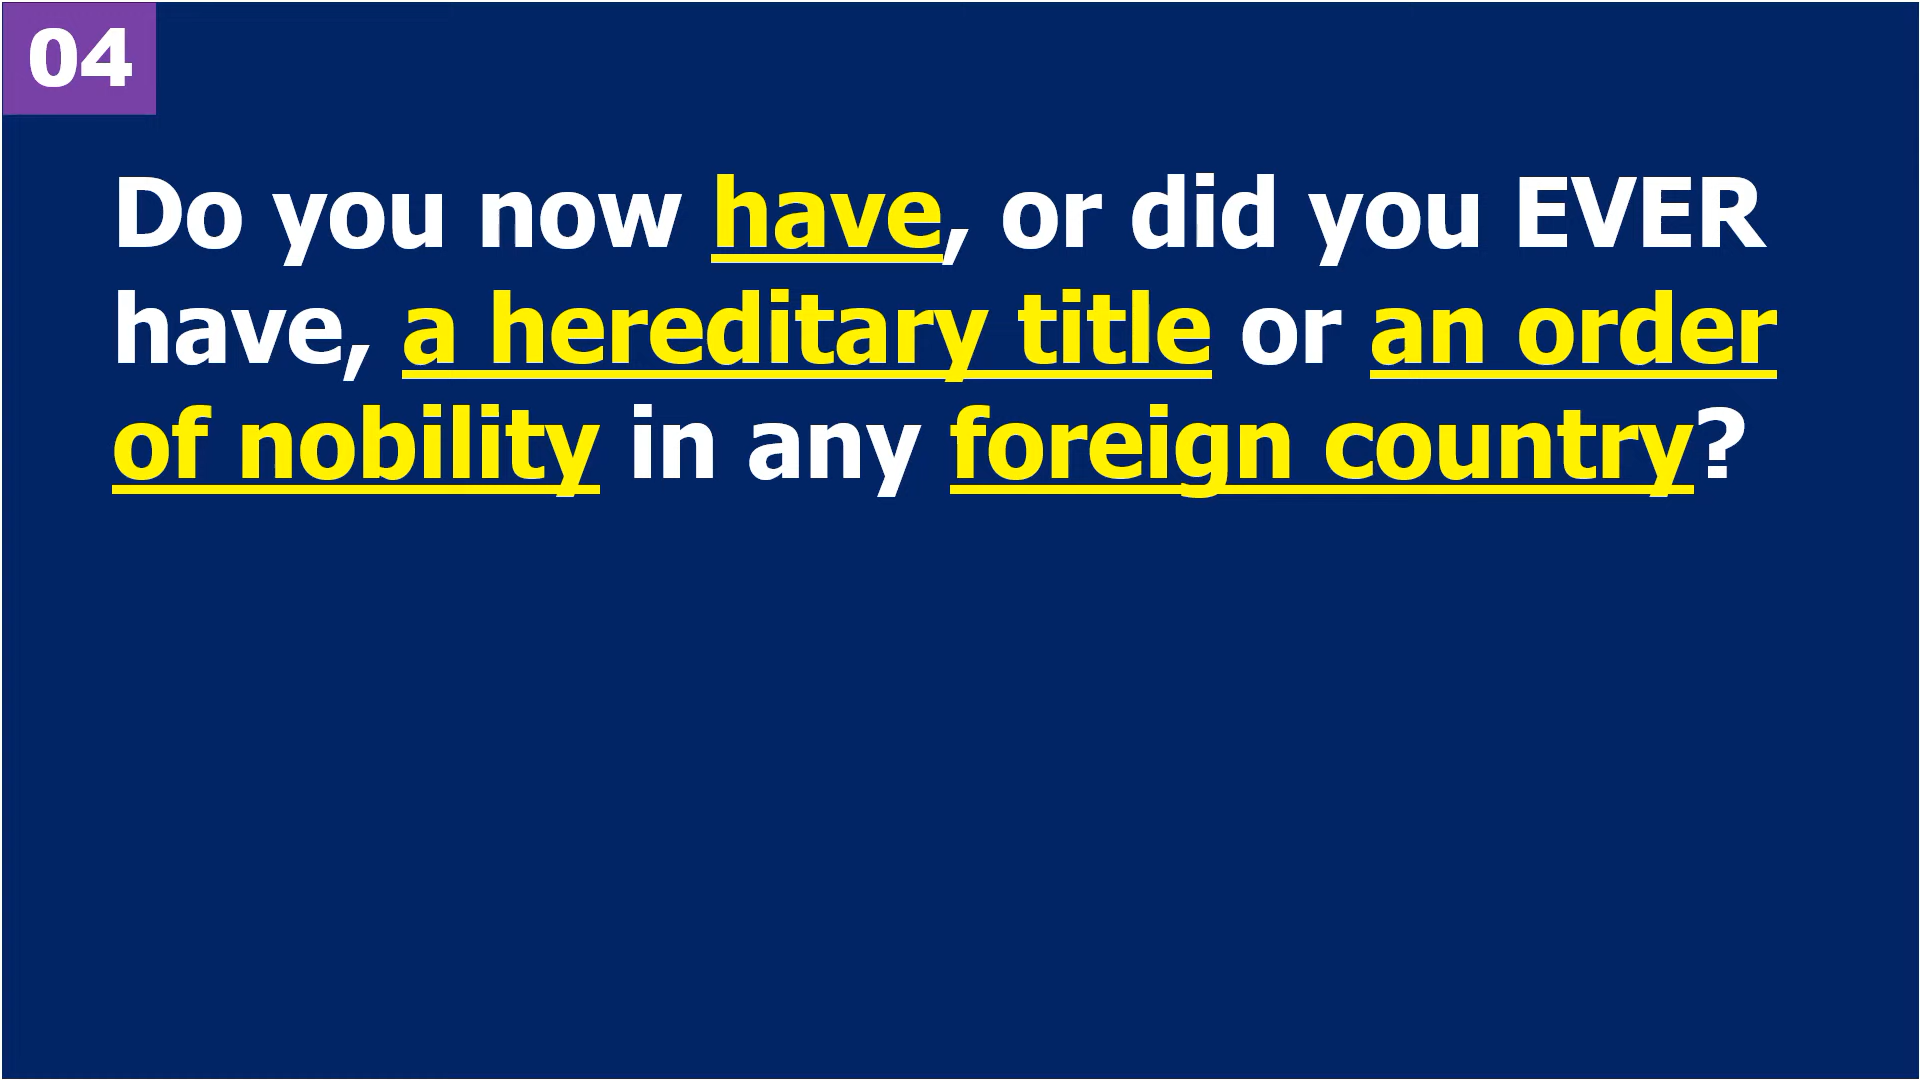 04
Do you now have, or did you EVER
have, a hereditary title or an order
of nobility in any foreign country?